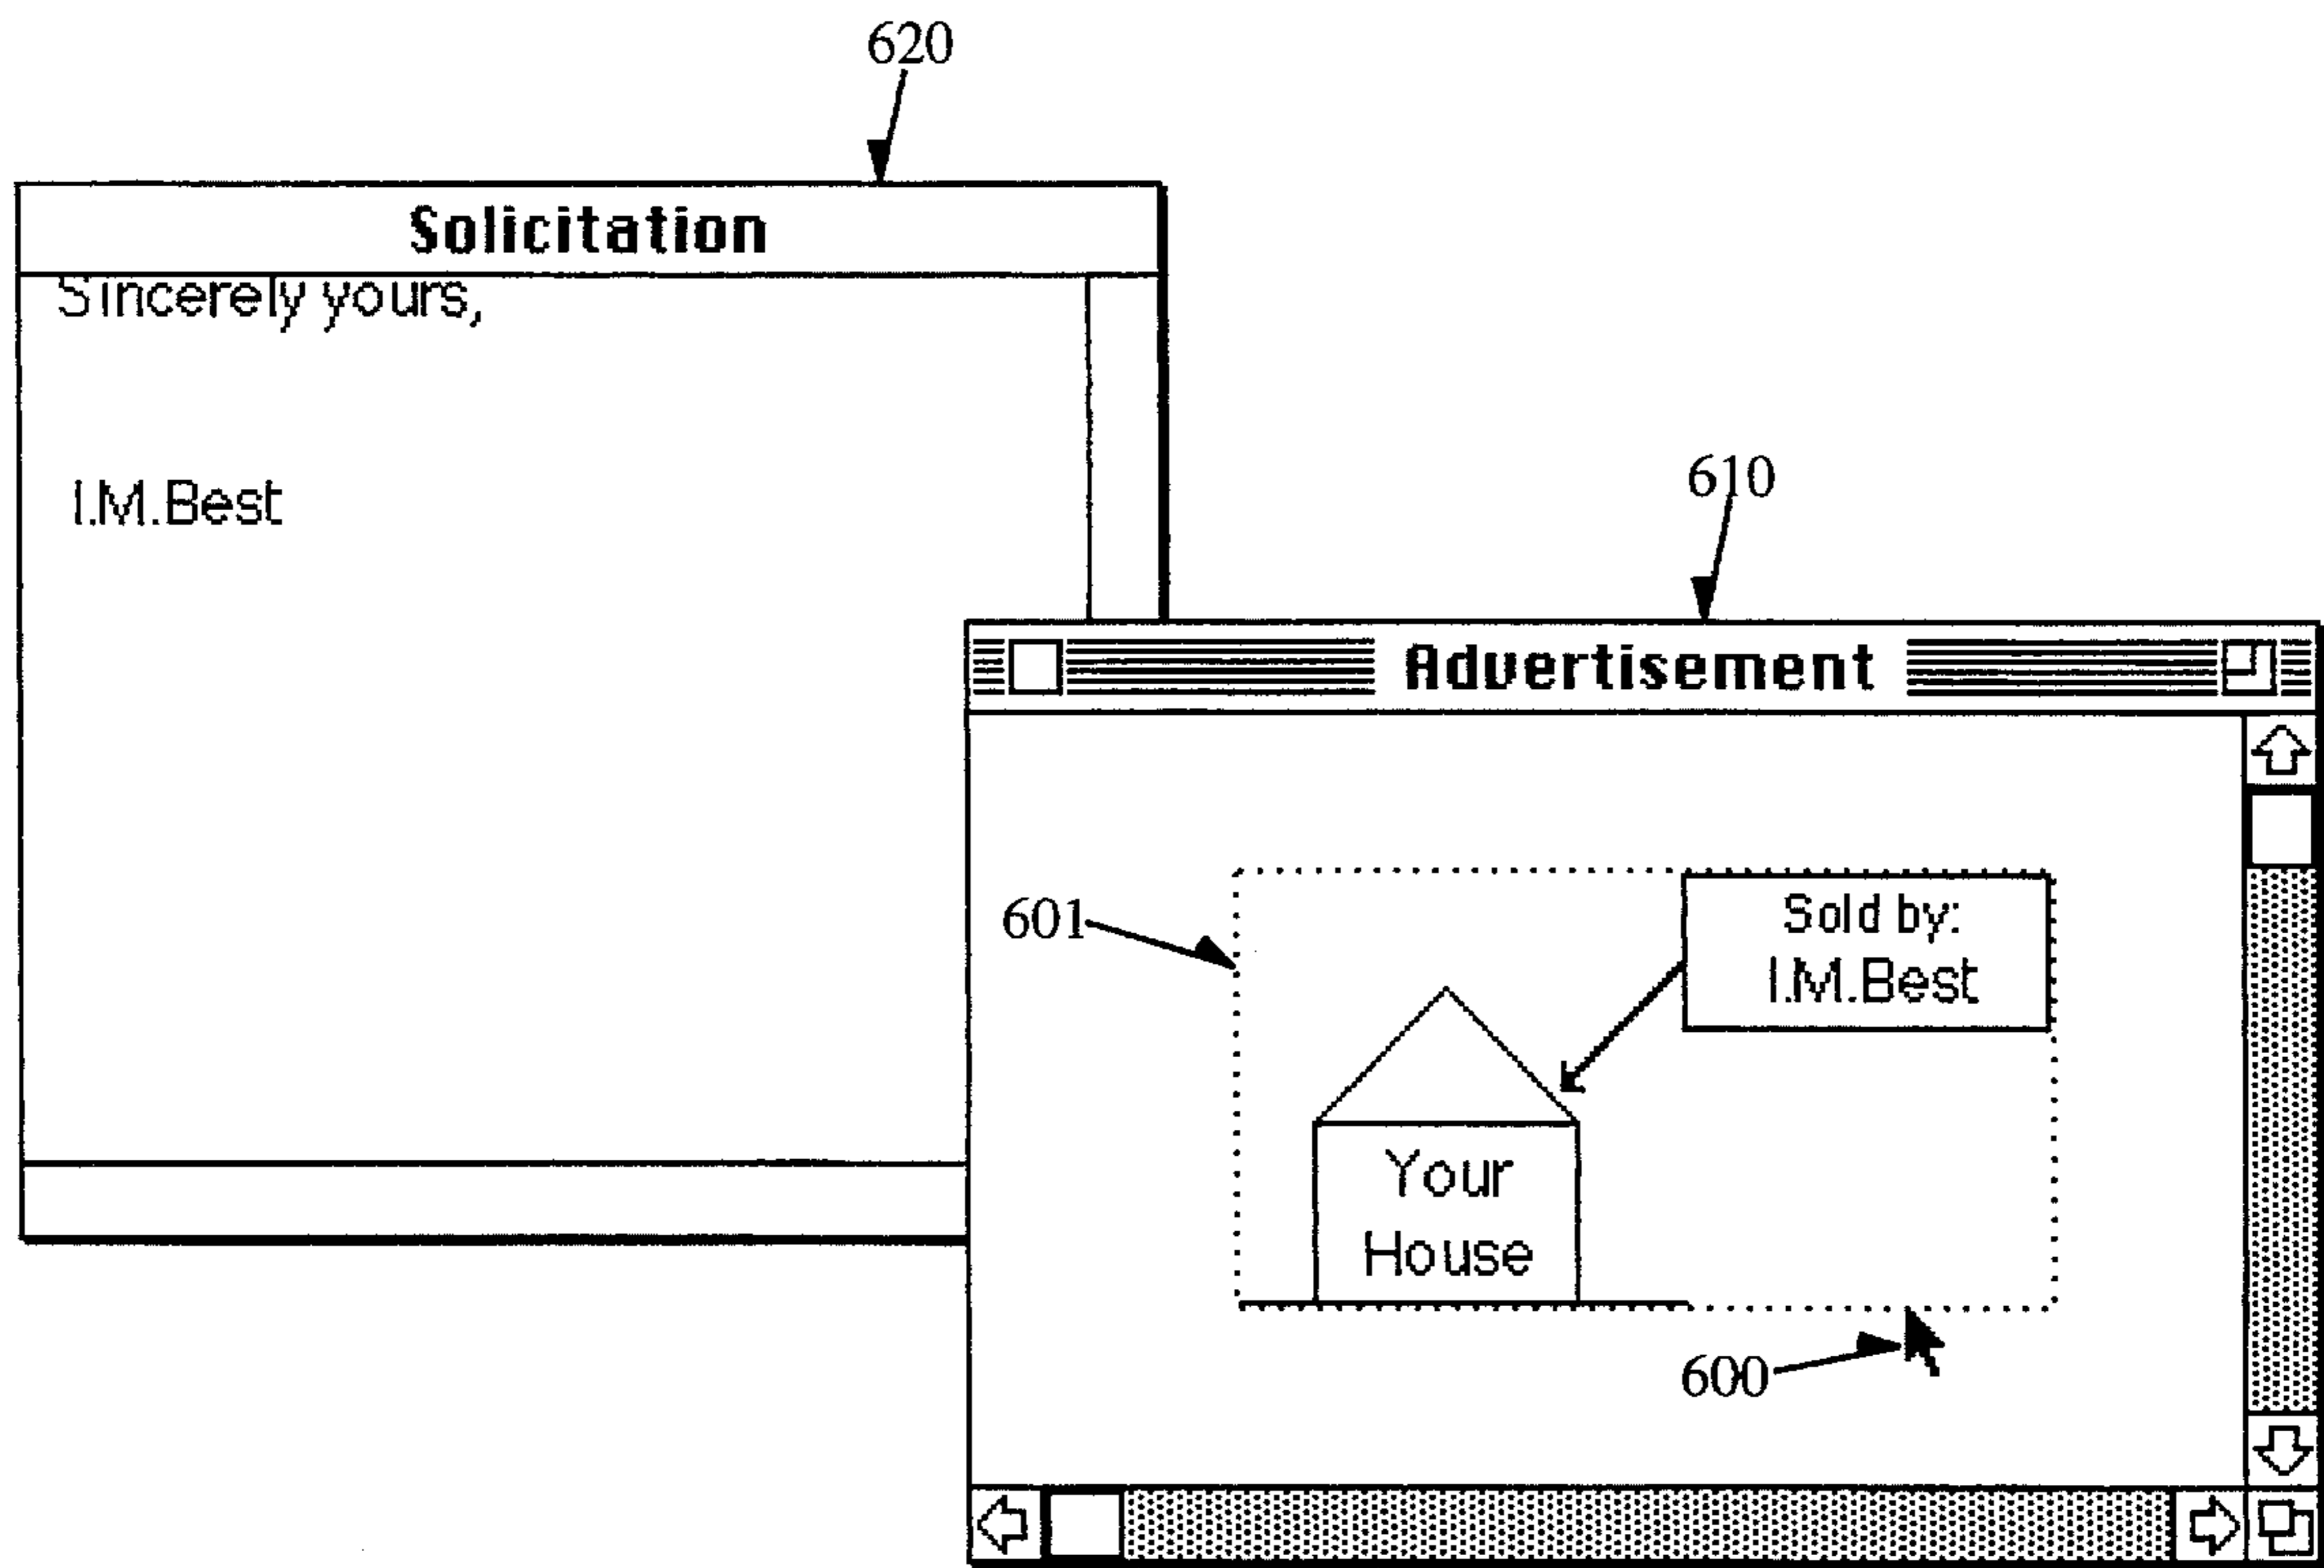 620
Solicitation
Sincerely yours,
I.M.Best
610
Advertisement
601
Sold by:
I.M.Best
Your
House
600